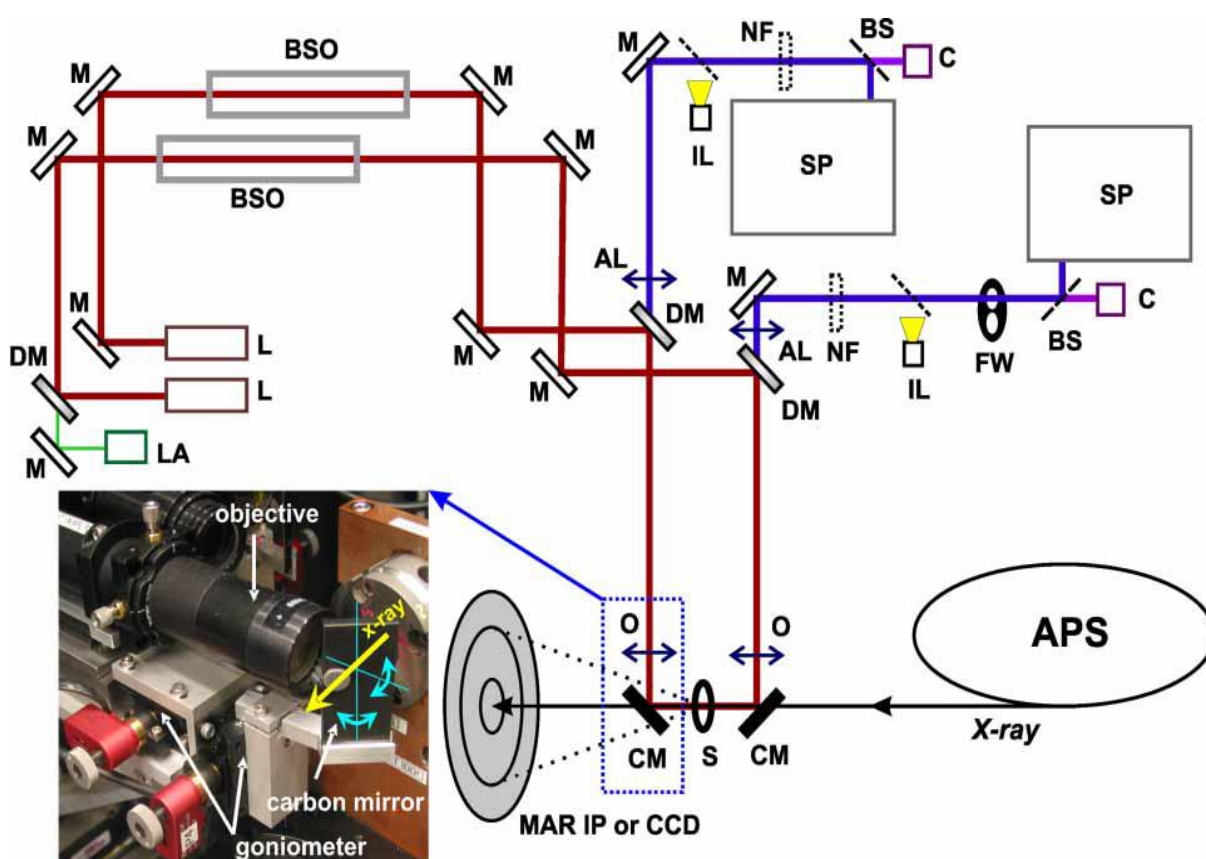 BSO
M
M
M
M
BSO
M
NF
BS
C
IL
SP
SP
AL
DM
M
AL
NF
IL
FW
BS
C
M
L
DM
L
M
LA
M
M
DM
objective
x-ray
carbon mirror
goniometer
O
O
CM
S
CM
MAR IP or CCD
APS
X-ray